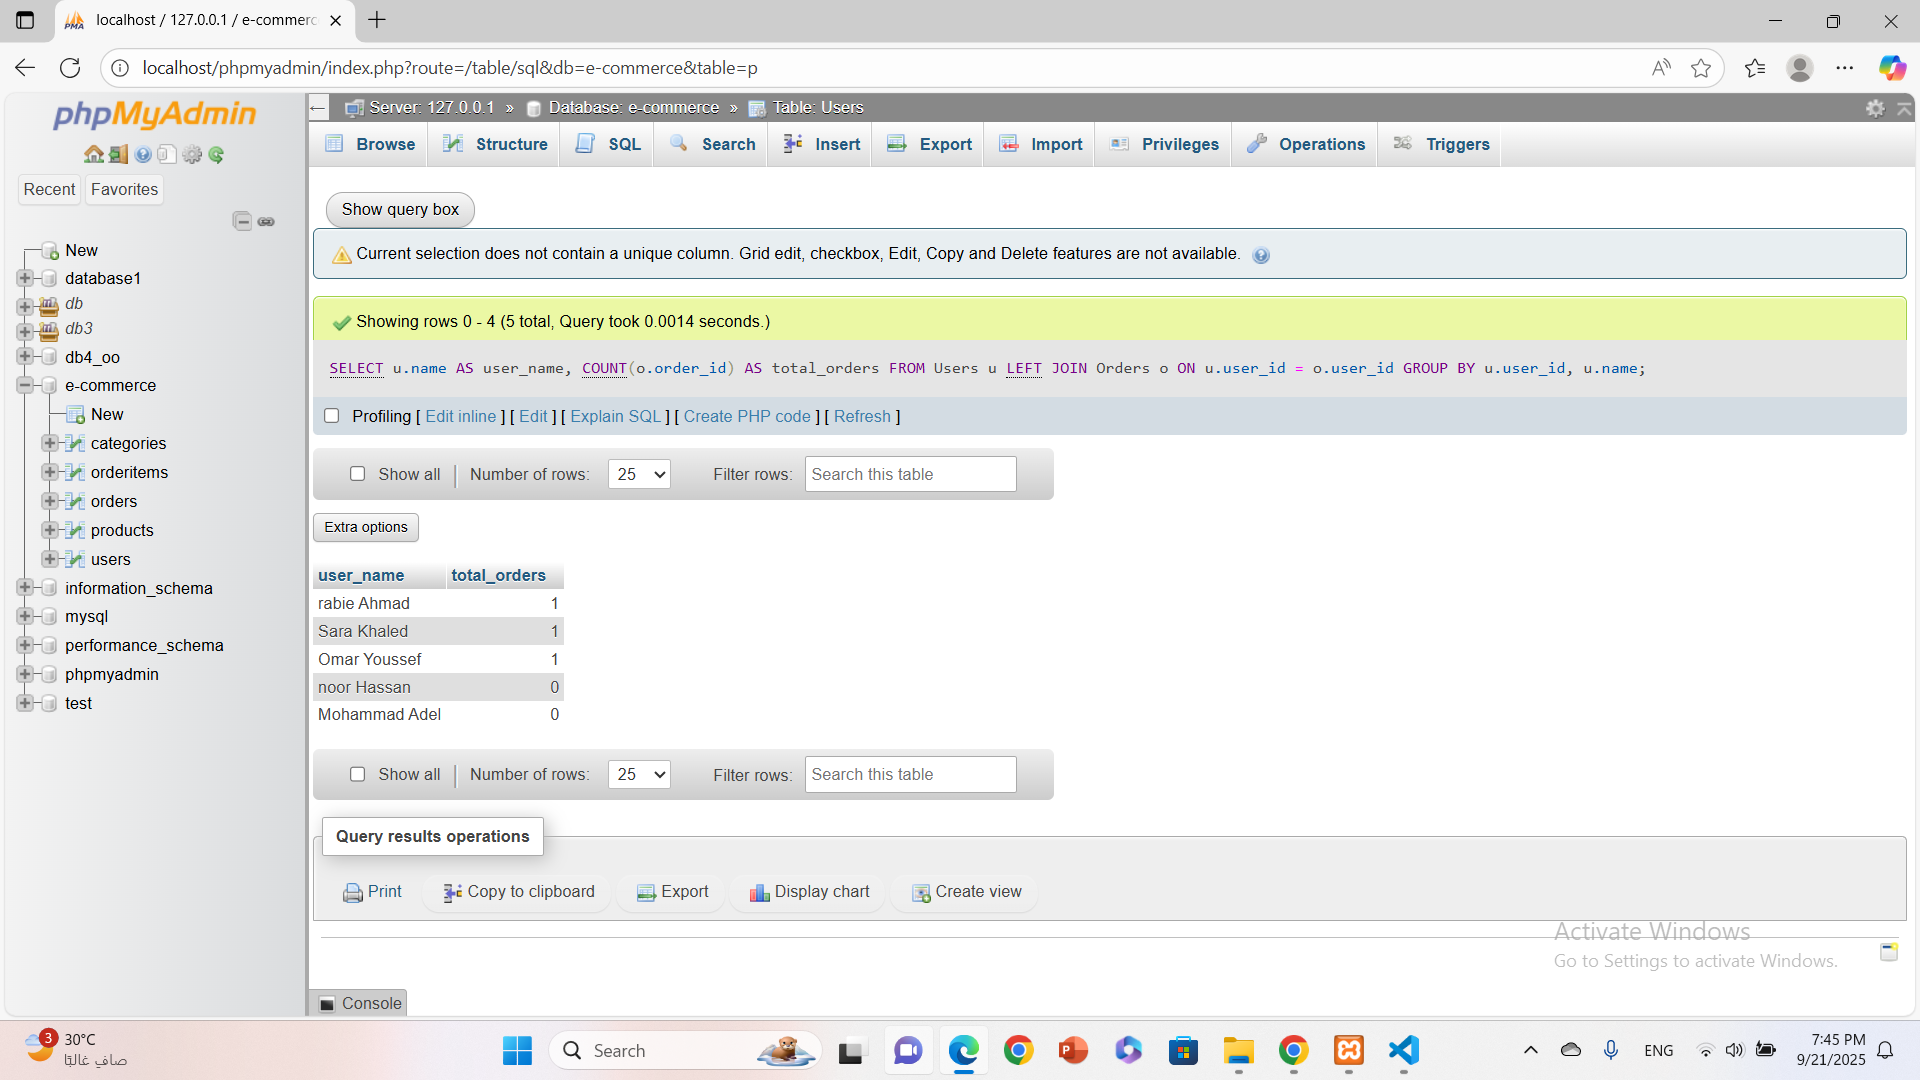 localhost / 127.0.0.1 / e-commerc
localhost/phpmyadmin/index.php?route=/table/sql&db=e-commerce&table=p
phpMyAdmin
Recent
Favorites
New
database1
db
db3
db4_oo
e-commerce
New
categories
orderitems
orders
products
users
information_schema
mysql
performance_schema
phpmyadmin
test
Server: 127.0.0.1 » Database: e-commerce » Table: Users
Browse
Structure
SQL
Search
Insert
Export
Import
Privileges
Operations
Triggers
Show query box
Current selection does not contain a unique column. Grid edit, checkbox, Edit, Copy and Delete features are not available.
Showing rows 0 - 4 (5 total, Query took 0.0014 seconds.)
SELECT u.name AS user_name, COUNT(o.order_id) AS total_orders FROM Users u LEFT JOIN Orders o ON u.user_id = o.user_id GROUP BY u.user_id, u.name;
Profiling [ Edit inline ] [ Edit ] [ Explain SQL ] [ Create PHP code ] [ Refresh ]
Show all
Number of rows: 25
Filter rows: Search this table
Extra options
user_name total_orders
rabie Ahmad 1
Sara Khaled 1
Omar Youssef 1
noor Hassan 0
Mohammad Adel 0
Show all
Number of rows: 25
Filter rows: Search this table
Query results operations
Print
Copy to clipboard
Export
Display chart
Create view
Activate Windows
Go to Settings to activate Windows.
Console
3
30°C
صافٍ غالبًا
Search
ENG
7:45 PM
9/21/2025